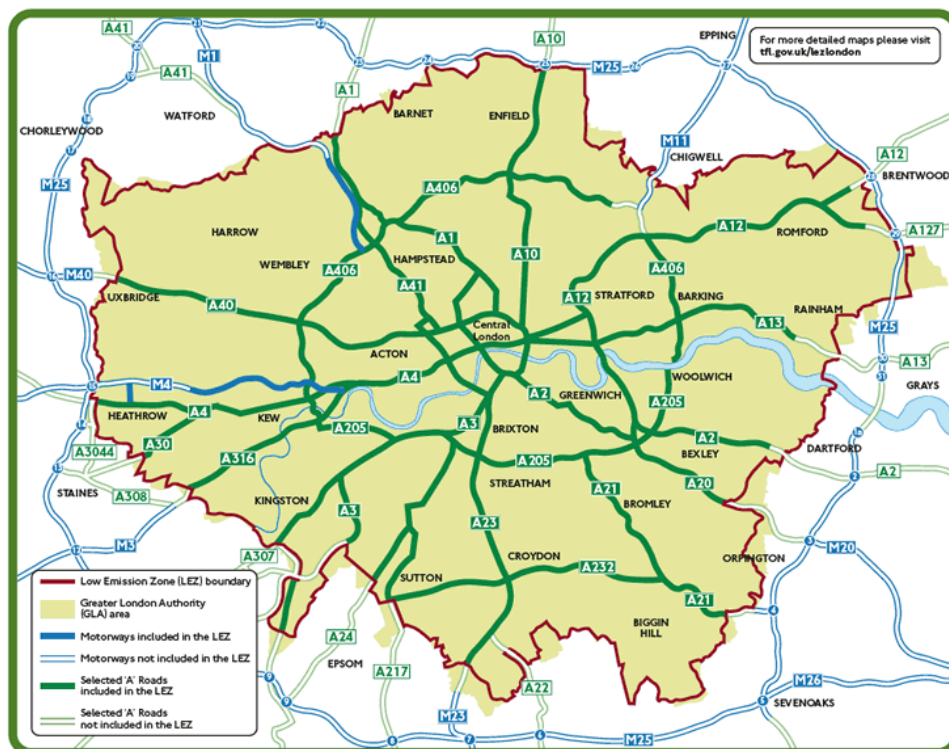 For more detailed maps please visit
tfl.gov.uk/lezlondon
A41
M1
A10
EPPING
M25
A1
A41
BARNET
ENFIELD
CHORLEYWOOD
WATFORD
M11
CHIGWELL
A12
BRENTWOOD
M25
A406
A127
HARROW
A1
A12
ROMFORD
WEMBLEY
HAMPSTEAD
A10
A406
A406
M40
A41
A12
STRATFORD
BARKING
UXBRIDGE
A40
RAINHAM
Central
London
A13
M25
ACTON
A13
M4
A4
WOOLWICH
GRAYS
HEATHROW
A4
KEW
A2
GREENWICH
A205
A3
BRIXTON
A205
A30
A2
BEXLEY
DARTFORD
A3044
A316
A205
A2
STAINES
A308
STREATHAM
A20
KINGSTON
A21
BROMLEY
A3
A23
M3
CROYDON
M20
A307
ORPINGTON
SUTTON
A232
A21
A24
BIGGIN
HILL
EPSOM
A217
A22
M26
M23
M25
SEVENOAKS
Low Emission Zone (LEZ) boundary
Greater London Authority
(GLA) area
Motorways included in the LEZ
Motorways not included in the LEZ
Selected 'A' Roads
included in the LEZ
Selected 'A' Roads
not included in the LEZ